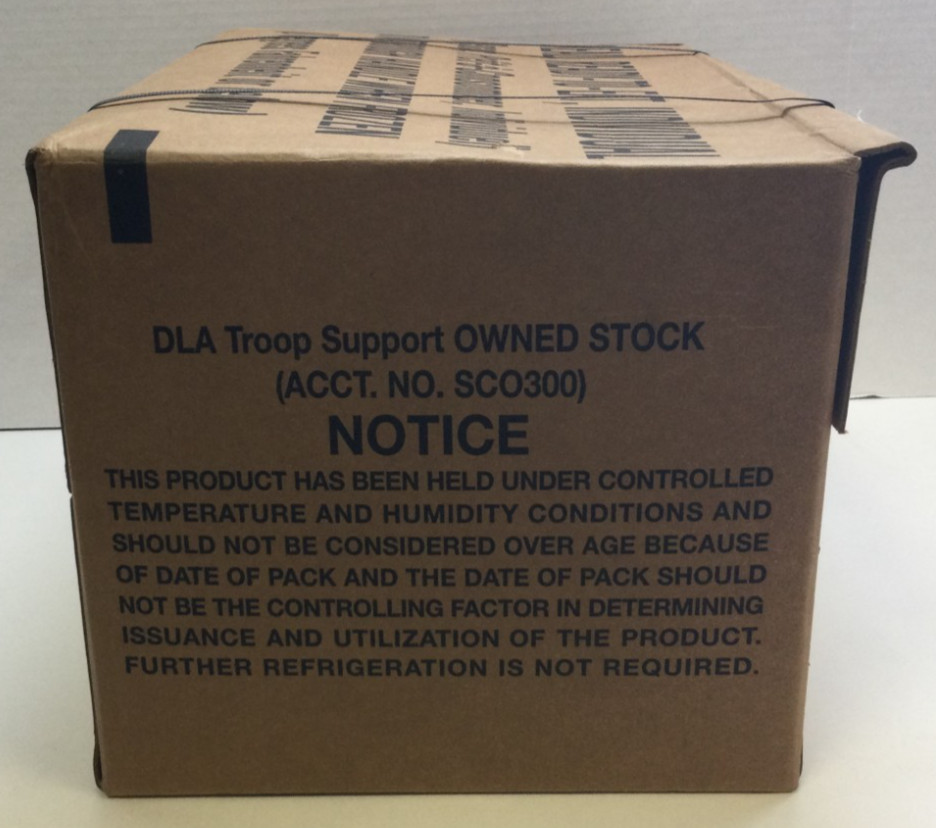 DLA Troop Support OWNED STOCK
(ACCT. NO. SCO300)
NOTICE
THIS PRODUCT HAS BEEN HELD UNDER CONTROLLED
TEMPERATURE AND HUMIDITY CONDITIONS AND
SHOULD NOT BE CONSIDERED OVER AGE BECAUSE
OF DATE OF PACK AND THE DATE OF PACK SHOULD
NOT BE THE CONTROLLING FACTOR IN DETERMINING
ISSUANCE AND UTILIZATION OF THE PRODUCT.
FURTHER REFRIGERATION IS NOT REQUIRED.